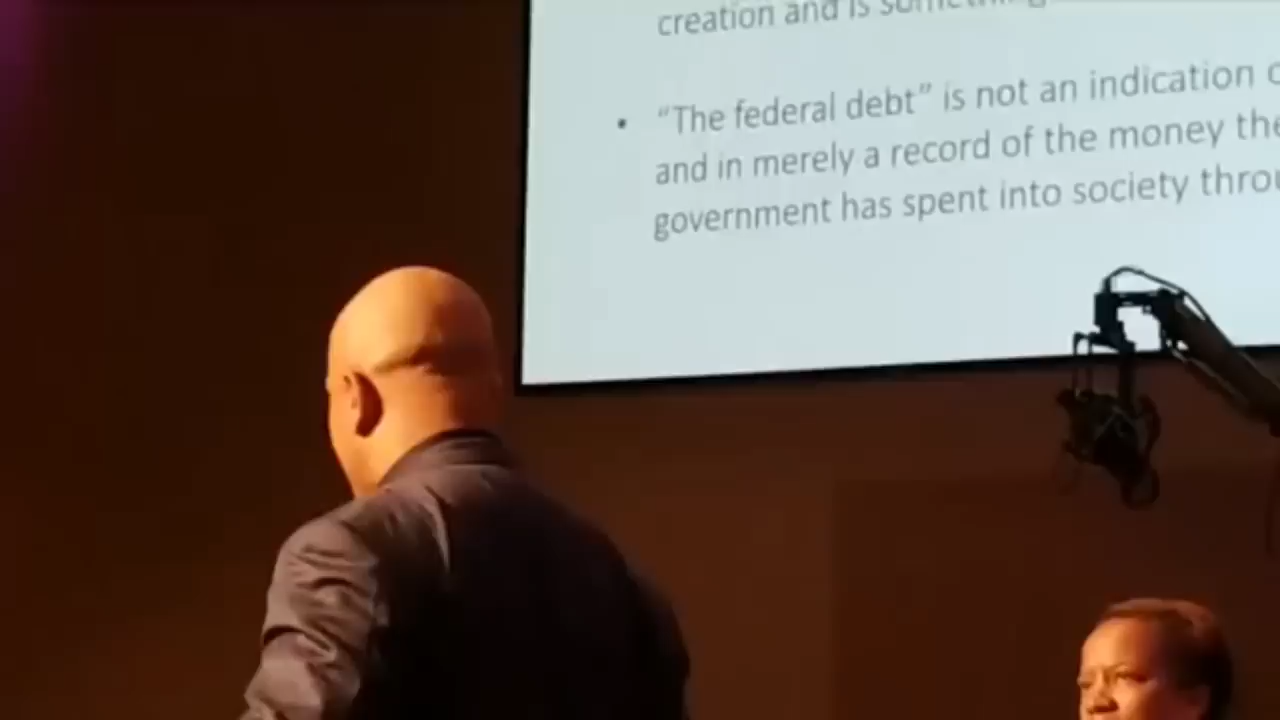 creation and is something
• “The federal debt” is not an indication
and in merely a record of the money the
government has spent into society